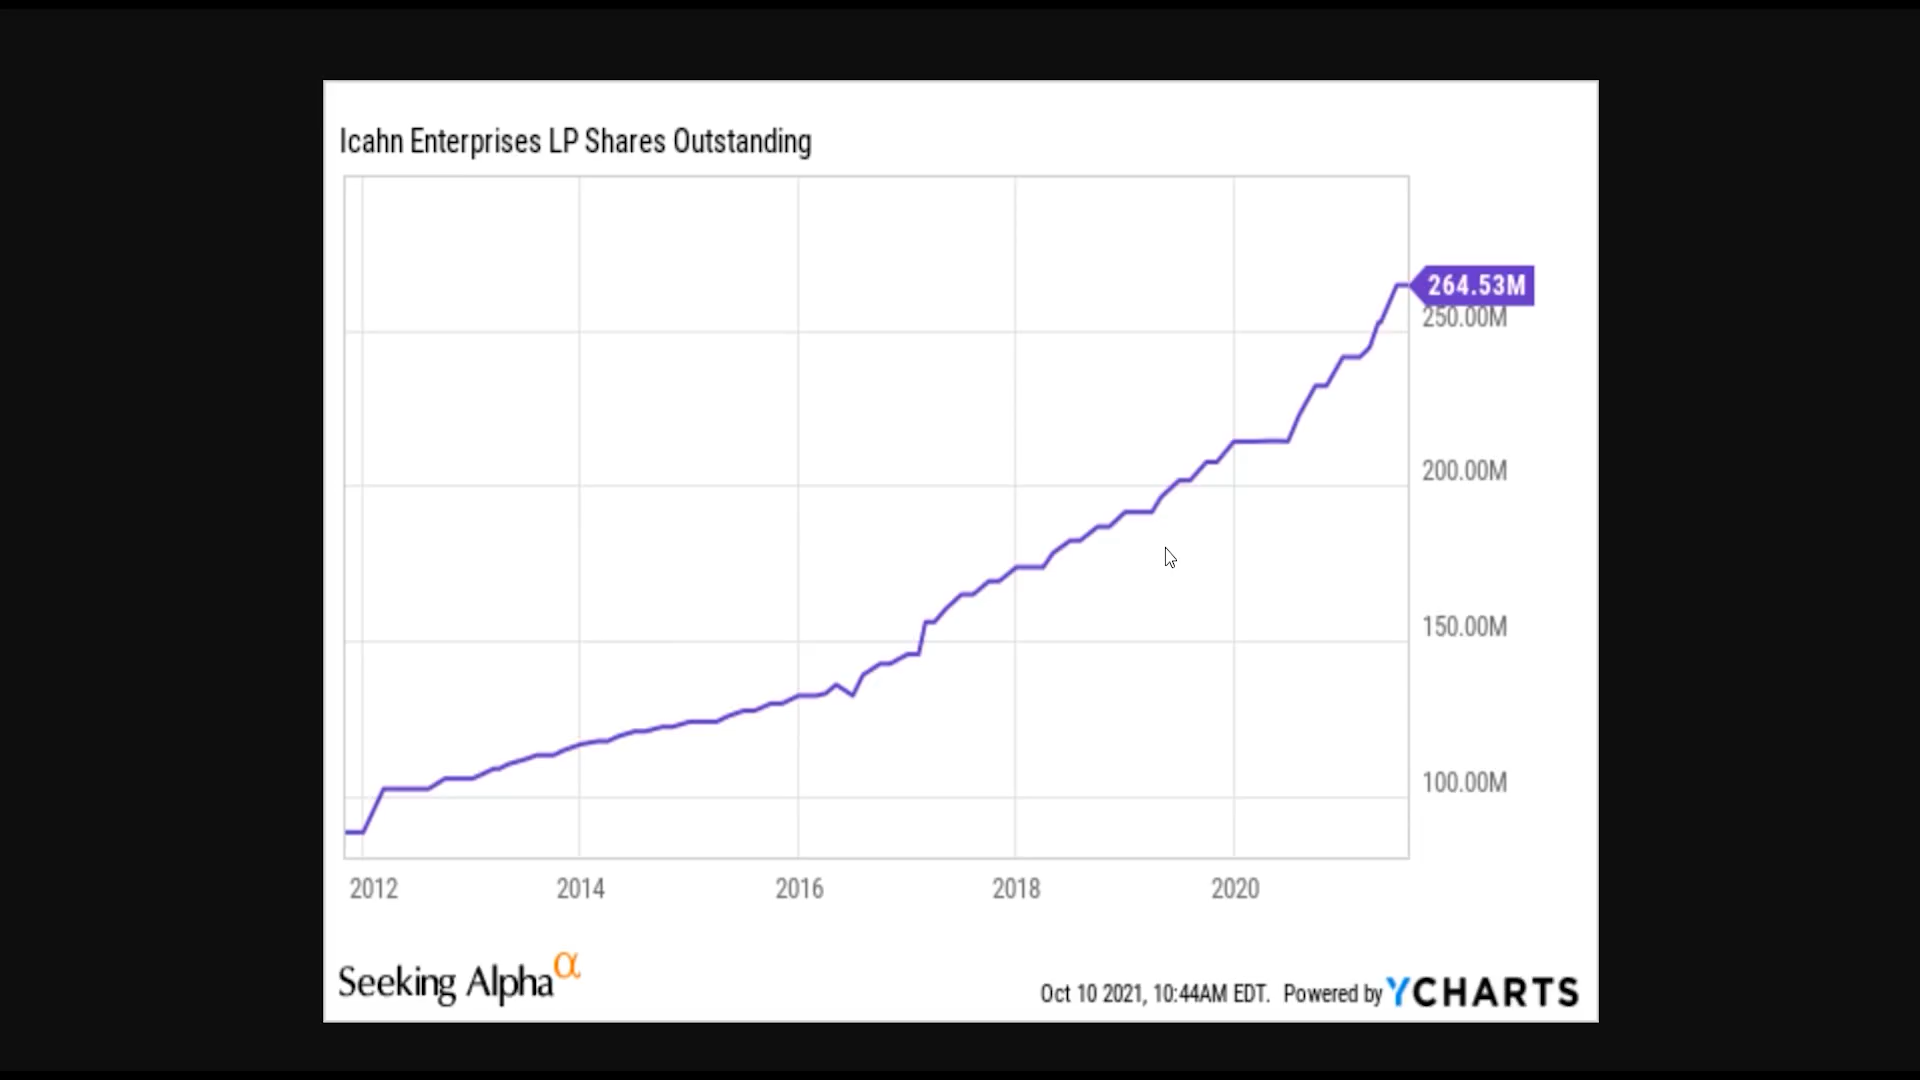 Icahn Enterprises LP Shares Outstanding
264.53M
250.00M
200.00M
150.00M
100.00M
2012 2014 2016 2018 2020
Seeking Alpha α
Oct 10 2021, 10:44AM EDT. Powered by YCHARTS